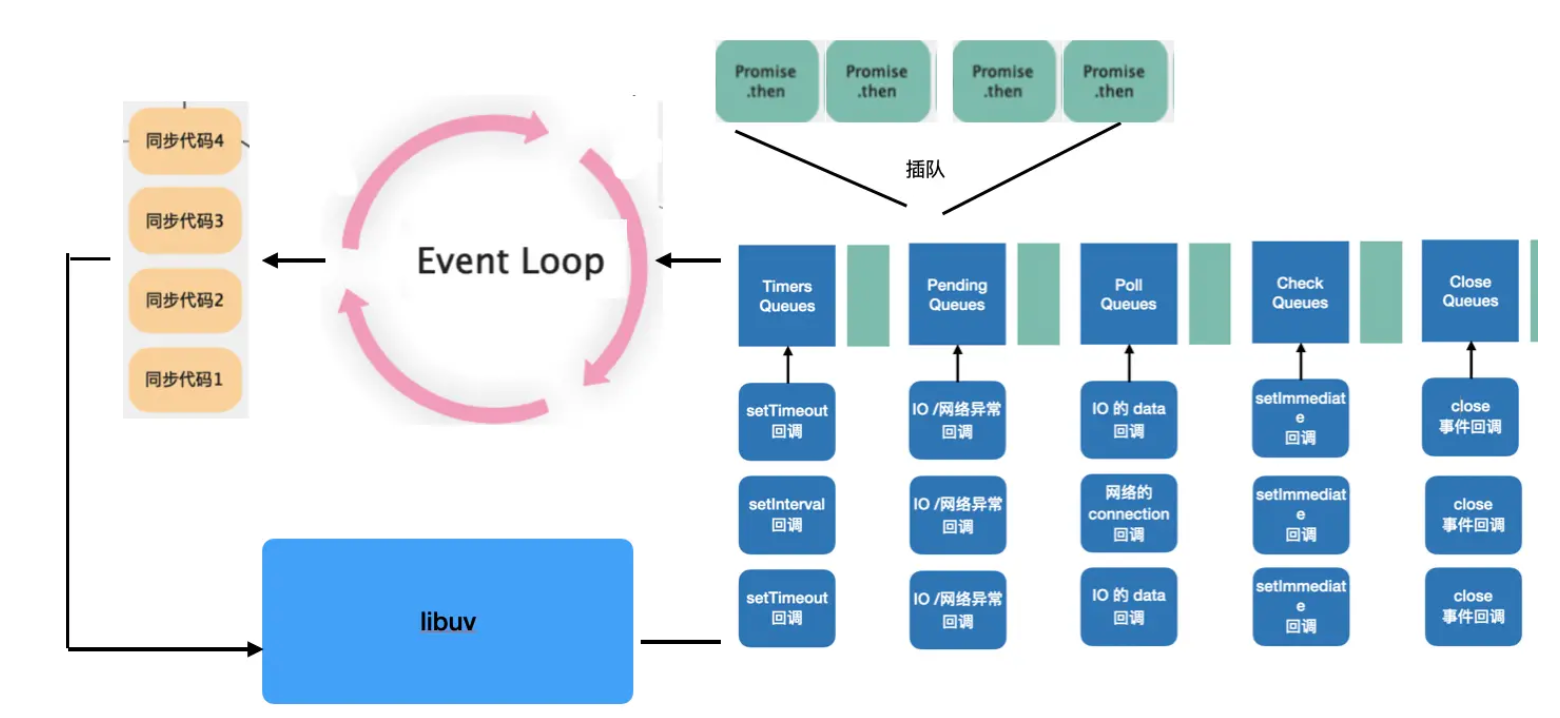 Promise
.then
Promise
.then
Promise
.then
Promise
.then
插队
同步代码4
同步代码3
同步代码2
同步代码1
Event Loop
Timers
Queues
Pending
Queues
Poll
Queues
Check
Queues
Close
Queues
setTimeout
回调
IO /网络异常
回调
IO 的 data
回调
setImmediat
e
回调
close
事件回调
setInterval
回调
IO /网络异常
回调
网络的
connection
回调
setImmediat
e
回调
close
事件回调
setTimeout
回调
IO /网络异常
回调
IO 的 data
回调
setImmediat
e
回调
close
事件回调
libuv